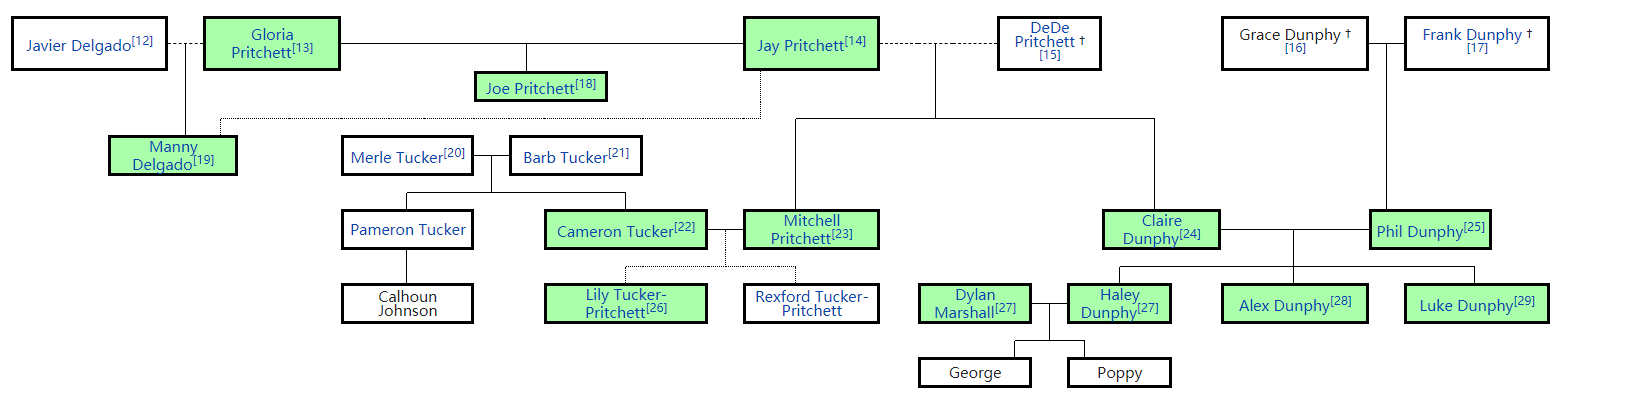 Javier Delgado[12]
Gloria
Pritchett[13]
Jay Pritchett[14]
DeDe
Pritchett †
[15]
Grace Dunphy †
[16]
Frank Dunphy †
[17]
Joe Pritchett[18]
Manny
Delgado[19]
Merle Tucker[20]
Barb Tucker[21]
Pameron Tucker
Cameron Tucker[22]
Mitchell
Pritchett[23]
Claire
Dunphy[24]
Phil Dunphy[25]
Calhoun
Johnson
Lily Tucker-
Pritchett[26]
Rexford Tucker-
Pritchett
Dylan
Marshall[27]
Haley
Dunphy[27]
Alex Dunphy[28]
Luke Dunphy[29]
George
Poppy